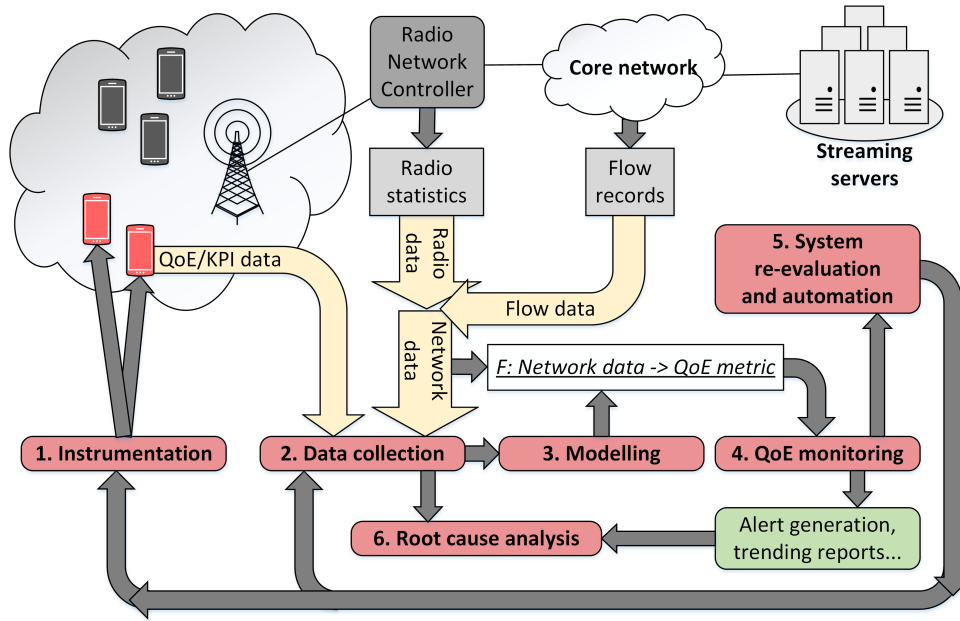 Radio
Network
Controller
Core network
Streaming
servers
Radio
statistics
Flow
records
QoE/KPI data
Radio
data
Flow data
Network
data
5. System
re-evaluation
and automation
F: Network data -> QoE metric
1. Instrumentation
2. Data collection
3. Modelling
4. QoE monitoring
6. Root cause analysis
Alert generation,
trending reports...